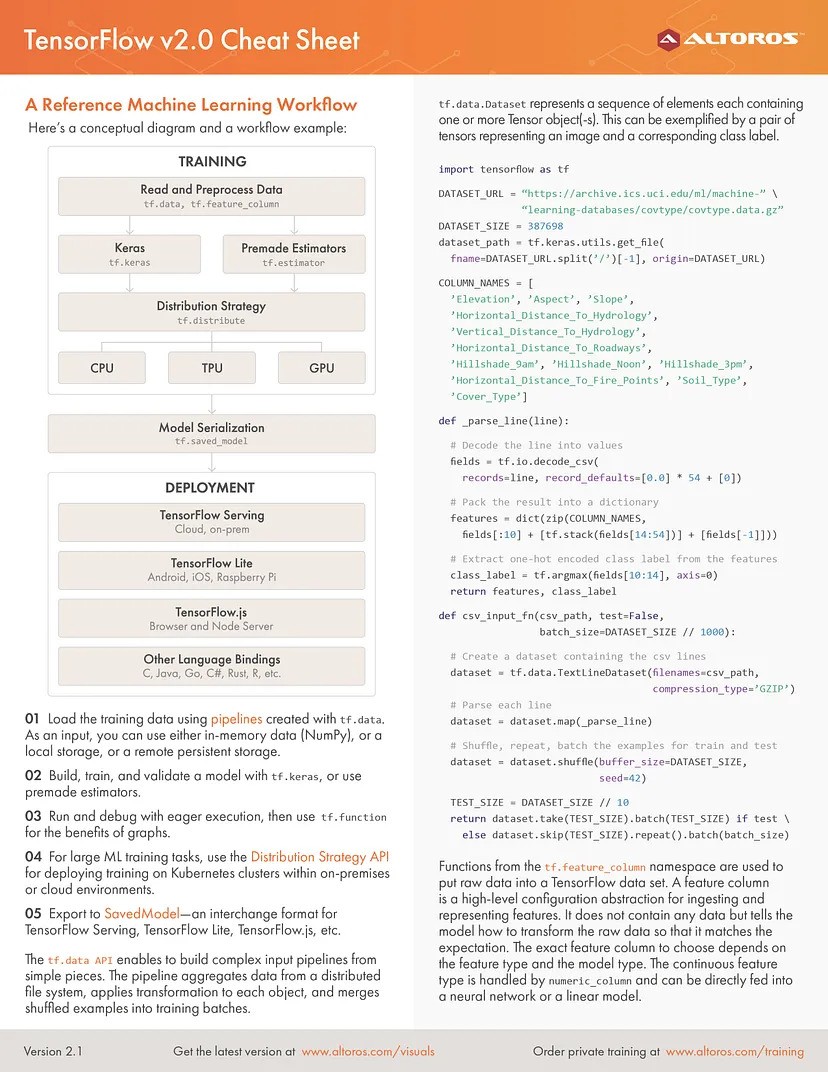 TensorFlow v2.0 Cheat Sheet
ALTOROS
A Reference Machine Learning Workflow
Here’s a conceptual diagram and a workflow example:
TRAINING
Read and Preprocess Data
tf.data, tf.feature_column
Keras
tf.keras
Premade Estimators
tf.estimator
Distribution Strategy
tf.distribute
CPU
TPU
GPU
Model Serialization
tf.saved_model
DEPLOYMENT
TensorFlow Serving
Cloud, on-prem
TensorFlow Lite
Android, iOS, Raspberry Pi
TensorFlow.js
Browser and Node Server
Other Language Bindings
C, Java, Go, C#, Rust, R, etc.
01 Load the training data using pipelines created with tf.data.
As an input, you can use either in-memory data (NumPy), or a
local storage, or a remote persistent storage.
02 Build, train, and validate a model with tf.keras, or use
premade estimators.
03 Run and debug with eager execution, then use tf.function
for the benefits of graphs.
04 For large ML training tasks, use the Distribution Strategy API
for deploying training on Kubernetes clusters within on-premises
or cloud environments.
05 Export to SavedModel—an interchange format for
TensorFlow Serving, TensorFlow Lite, TensorFlow.js, etc.
The tf.data API enables to build complex input pipelines from
simple pieces. The pipeline aggregates data from a distributed
file system, applies transformation to each object, and merges
shuffled examples into training batches.
tf.data.Dataset represents a sequence of elements each containing
one or more Tensor object(-s). This can be exemplified by a pair of
tensors representing an image and a corresponding class label.
import tensorflow as tf
DATASET_URL = “https://archive.ics.uci.edu/ml/machine-” \
“learning-databases/covtype/covtype.data.gz”
DATASET_SIZE = 387698
dataset_path = tf.keras.utils.get_file(
fname=DATASET_URL.split(’/’)[-1], origin=DATASET_URL)
COLUMN_NAMES = [
’Elevation’, ’Aspect’, ’Slope’,
’Horizontal_Distance_To_Hydrology’,
’Vertical_Distance_To_Hydrology’,
’Horizontal_Distance_To_Roadways’,
’Hillshade_9am’, ’Hillshade_Noon’, ’Hillshade_3pm’,
’Horizontal_Distance_To_Fire_Points’, ’Soil_Type’,
’Cover_Type’]
def _parse_line(line):
# Decode the line into values
fields = tf.io.decode_csv(
records=line, record_defaults=[0.0] * 54 + [0])
# Pack the result into a dictionary
features = dict(zip(COLUMN_NAMES,
fields[:10] + [tf.stack(fields[14:54])] + [fields[-1]]))
# Extract one-hot encoded class label from the features
class_label = tf.argmax(fields[10:14], axis=0)
return features, class_label
def csv_input_fn(csv_path, test=False,
batch_size=DATASET_SIZE // 1000):
# Create a dataset containing the csv lines
dataset = tf.data.TextLineDataset(filenames=csv_path,
compression_type=’GZIP’)
# Parse each line
dataset = dataset.map(_parse_line)
# Shuffle, repeat, batch the examples for train and test
dataset = dataset.shuffle(buffer_size=DATASET_SIZE,
seed=42)
TEST_SIZE = DATASET_SIZE // 10
return dataset.take(TEST_SIZE).batch(TEST_SIZE) if test \
else dataset.skip(TEST_SIZE).repeat().batch(batch_size)
Functions from the tf.feature_column namespace are used to
put raw data into a TensorFlow data set. A feature column
is a high-level configuration abstraction for ingesting and
representing features. It does not contain any data but tells the
model how to transform the raw data so that it matches the
expectation. The exact feature column to choose depends on
the feature type and the model type. The continuous feature
type is handled by numeric_column and can be directly fed into
a neural network or a linear model.
Version 2.1
Get the latest version at www.altoros.com/visuals
Order private training at www.altoros.com/training